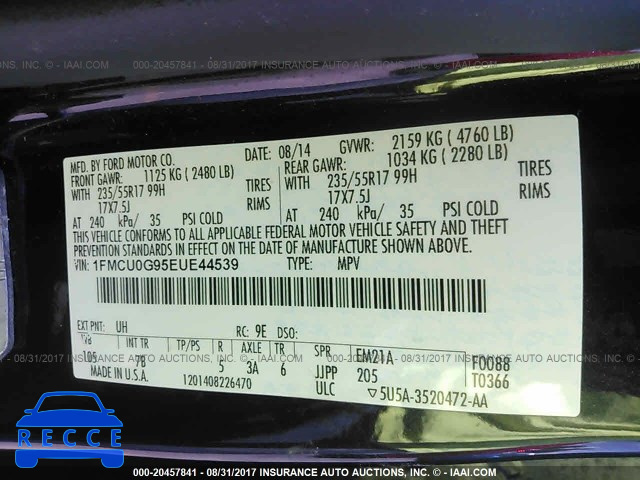 000-20457841 - 08/31/2017 INSURANCE AUTO AUCTIONS, INC. - IAAI.COM
MFD. BY FORD MOTOR CO.
DATE: 08/14 GVWR: 2159 KG ( 4760 LB)
FRONT GAWR: 1125 KG ( 2480 LB)
REAR GAWR: 1034 KG ( 2280 LB)
WITH 235/55R17 99H TIRES
WITH 235/55R17 99H TIRES
17X7.5J RIMS
17X7.5J RIMS
AT 240 kPa/ 35 PSI COLD
AT 240 kPa/ 35 PSI COLD
THIS VEHICLE CONFORMS TO ALL APPLICABLE FEDERAL MOTOR VEHICLE SAFETY AND THEFT
PREVENTION STANDARDS IN EFFECT ON THE DATE OF MANUFACTURE SHOWN ABOVE.
VIN: 1FMCU0G95EUE44539 TYPE: MPV
EXT PNT: UH RC: 9E DSO:
WB INT TR TP/PS R AXLE TR SPR EM21A F0088
105 7B 5 3A 6 JJPP 205 T0366
MADE IN U.S.A. 1201408226470 ULC 5U5A-3520472-AA
000-20457841 - 08/31/2017 INSURANCE AUTO AUCTIONS, INC. - IAAI.COM